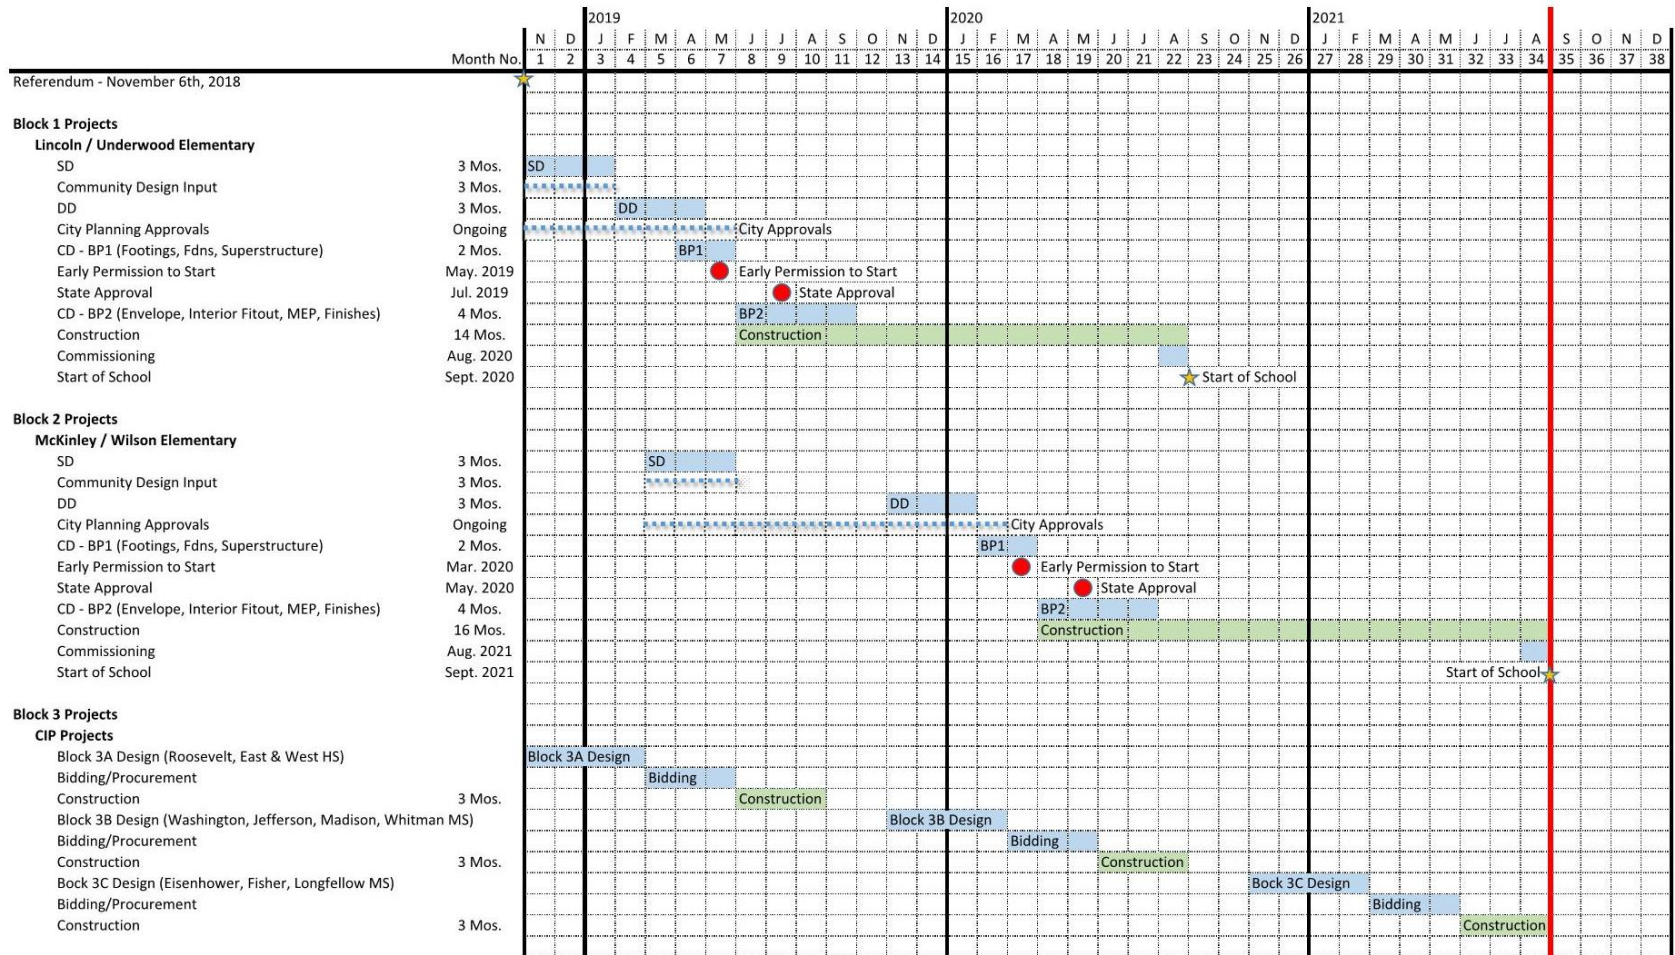 2019 2020 2021
N D J F M A M J J A S O N D J F M A M J J A S O N D J F M A M J J A S O N D
Month No. 1 2 3 4 5 6 7 8 9 10 11 12 13 14 15 16 17 18 19 20 21 22 23 24 25 26 27 28 29 30 31 32 33 34 35 36 37 38
Referendum - November 6th, 2018
Block 1 Projects
Lincoln / Underwood Elementary
SD 3 Mos. SD
Community Design Input 3 Mos.
DD 3 Mos. DD
City Planning Approvals Ongoing City Approvals
CD - BP1 (Footings, Fdns, Superstructure) 2 Mos. BP1
Early Permission to Start May. 2019 Early Permission to Start
State Approval Jul. 2019 State Approval
CD - BP2 (Envelope, Interior Fitout, MEP, Finishes) 4 Mos. BP2
Construction 14 Mos. Construction
Commissioning Aug. 2020
Start of School Sept. 2020 Start of School
Block 2 Projects
McKinley / Wilson Elementary
SD 3 Mos. SD
Community Design Input 3 Mos.
DD 3 Mos. DD
City Planning Approvals Ongoing City Approvals
CD - BP1 (Footings, Fdns, Superstructure) 2 Mos. BP1
Early Permission to Start Mar. 2020 Early Permission to Start
State Approval May. 2020 State Approval
CD - BP2 (Envelope, Interior Fitout, MEP, Finishes) 4 Mos. BP2
Construction 16 Mos. Construction
Commissioning Aug. 2021
Start of School Sept. 2021 Start of School
Block 3 Projects
CIP Projects
Block 3A Design (Roosevelt, East & West HS) Block 3A Design
Bidding/Procurement Bidding
Construction 3 Mos. Construction
Block 3B Design (Washington, Jefferson, Madison, Whitman MS) Block 3B Design
Bidding/Procurement Bidding
Construction 3 Mos. Construction
Bock 3C Design (Eisenhower, Fisher, Longfellow MS) Bock 3C Design
Bidding/Procurement Bidding
Construction 3 Mos. Construction